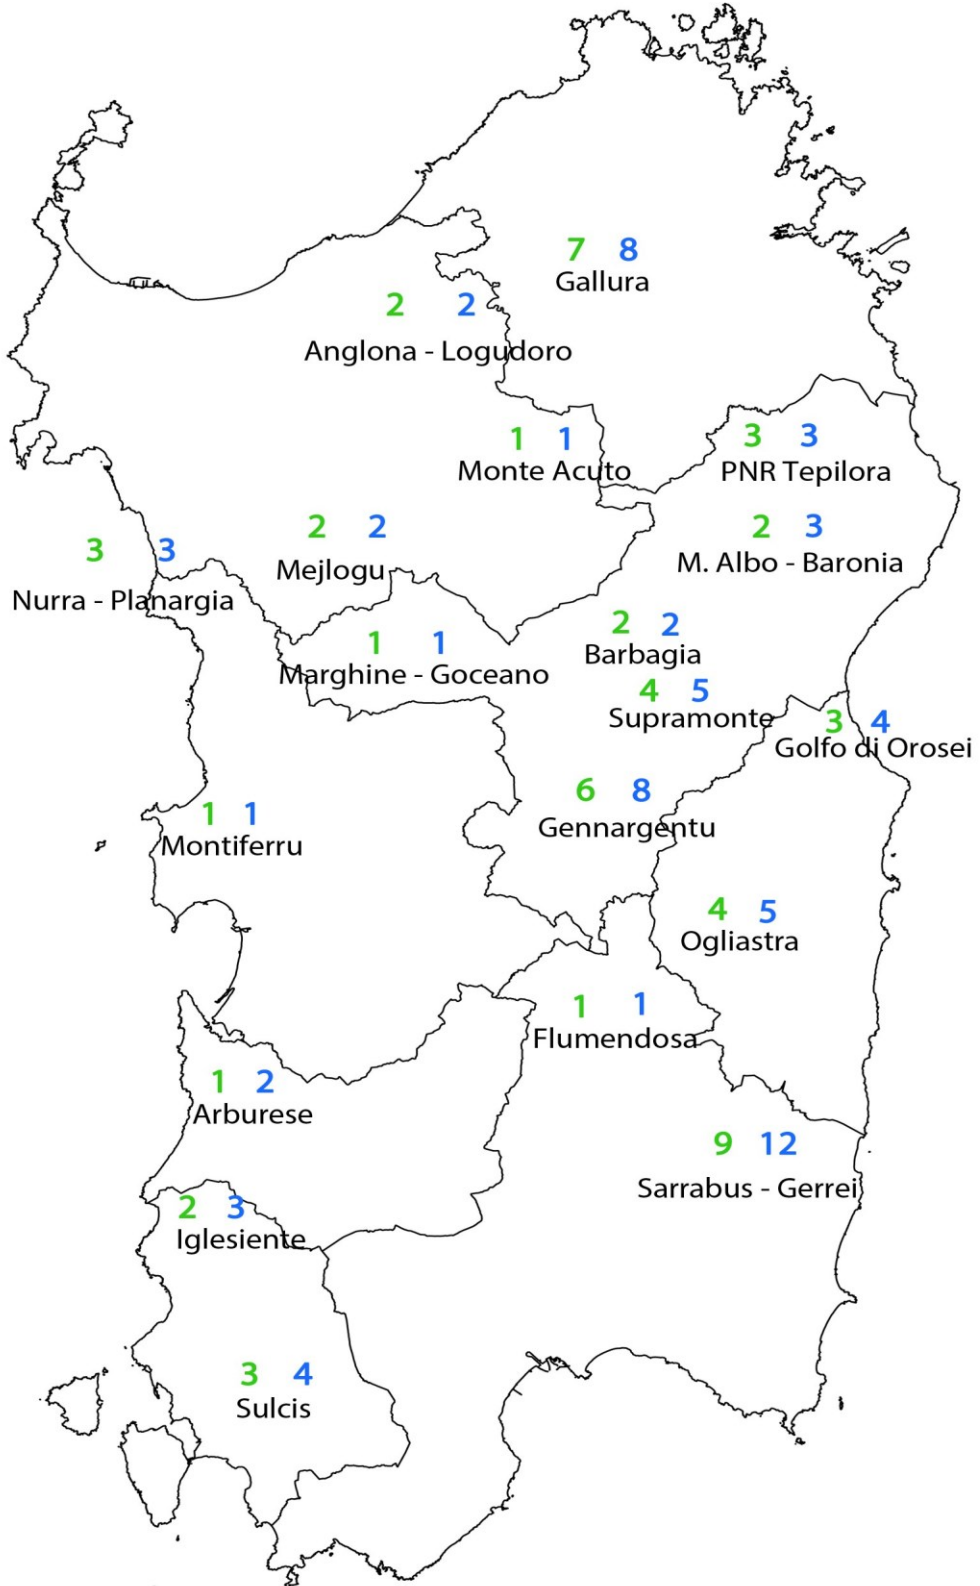 7 8
Gallura
2 2
Anglona - Logudoro
1 1
Monte Acuto
3 3
PNR Tepilora
2 2
Mejlogu
2 3
M. Albo - Baronia
3 3
Nurra - Planargia
2 2
Barbagia
1 1
Marghine - Goceano
4 5
Supramonte
3 4
Golfo di Orosei
6 8
Gennargentu
1 1
Montiferru
4 5
Ogliastra
1 1
Flumendosa
1 2
Arburese
9 12
Sarrabus - Gerrei
2 3
Iglesiente
3 4
Sulcis